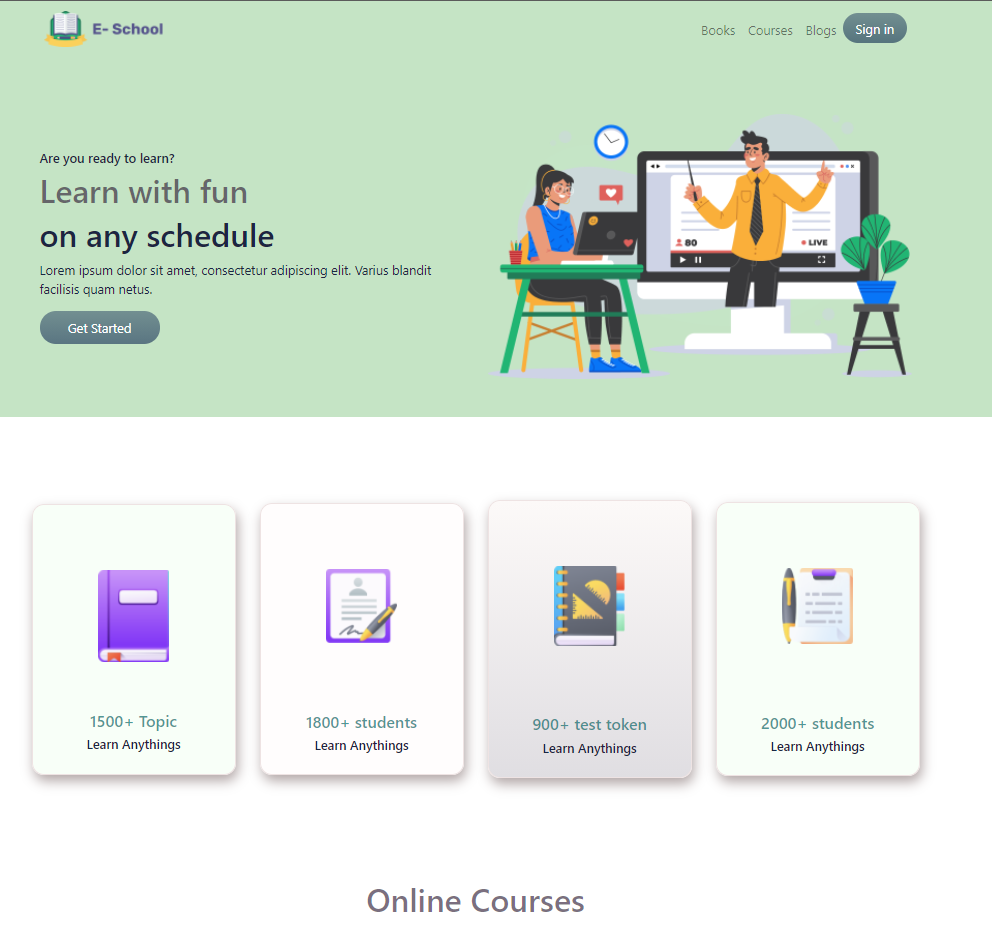 E- School
Books Courses Blogs Sign in
Are you ready to learn?
Learn with fun
on any schedule
Lorem ipsum dolor sit amet, consectetur adipiscing elit. Varius blandit
facilisis quam netus.
Get Started
80
LIVE
1500+ Topic
Learn Anythings
1800+ students
Learn Anythings
900+ test token
Learn Anythings
2000+ students
Learn Anythings
Online Courses